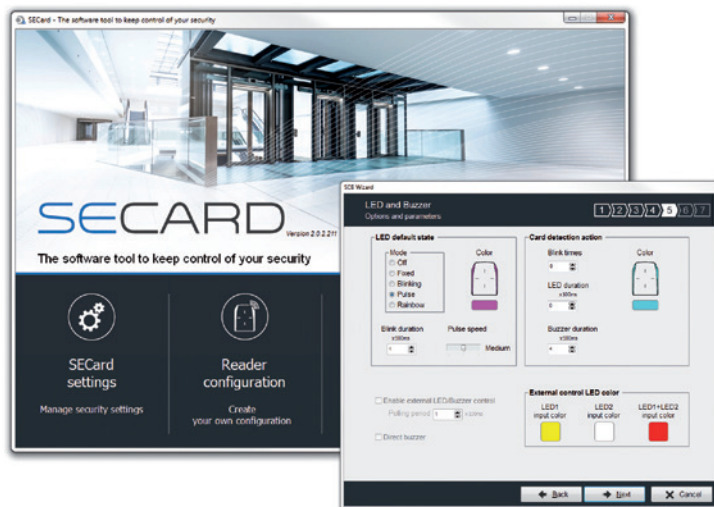 SECard - The software tool to keep control of your security
SECARD
Version 2.0.2.211
The software tool to keep control of your security
SECard
settings
Manage security settings
Reader
configuration
Create
your own configuration
SCB Wizard
LED and Buzzer
Options and parameters
1 2 3 4 5 6 7
LED default state
Mode
Off
Fixed
Blinking
Pulse
Rainbow
Color
Blink duration
x100ms
Pulse speed
Medium
Card detection action
Blink times
Color
LED duration
x100ms
Buzzer duration
x100ms
Enable external LED/Buzzer control
Polling period
Direct buzzer
External control LED color
LED1
input color
LED2
input color
LED1+LED2
input color
Back
Next
Cancel